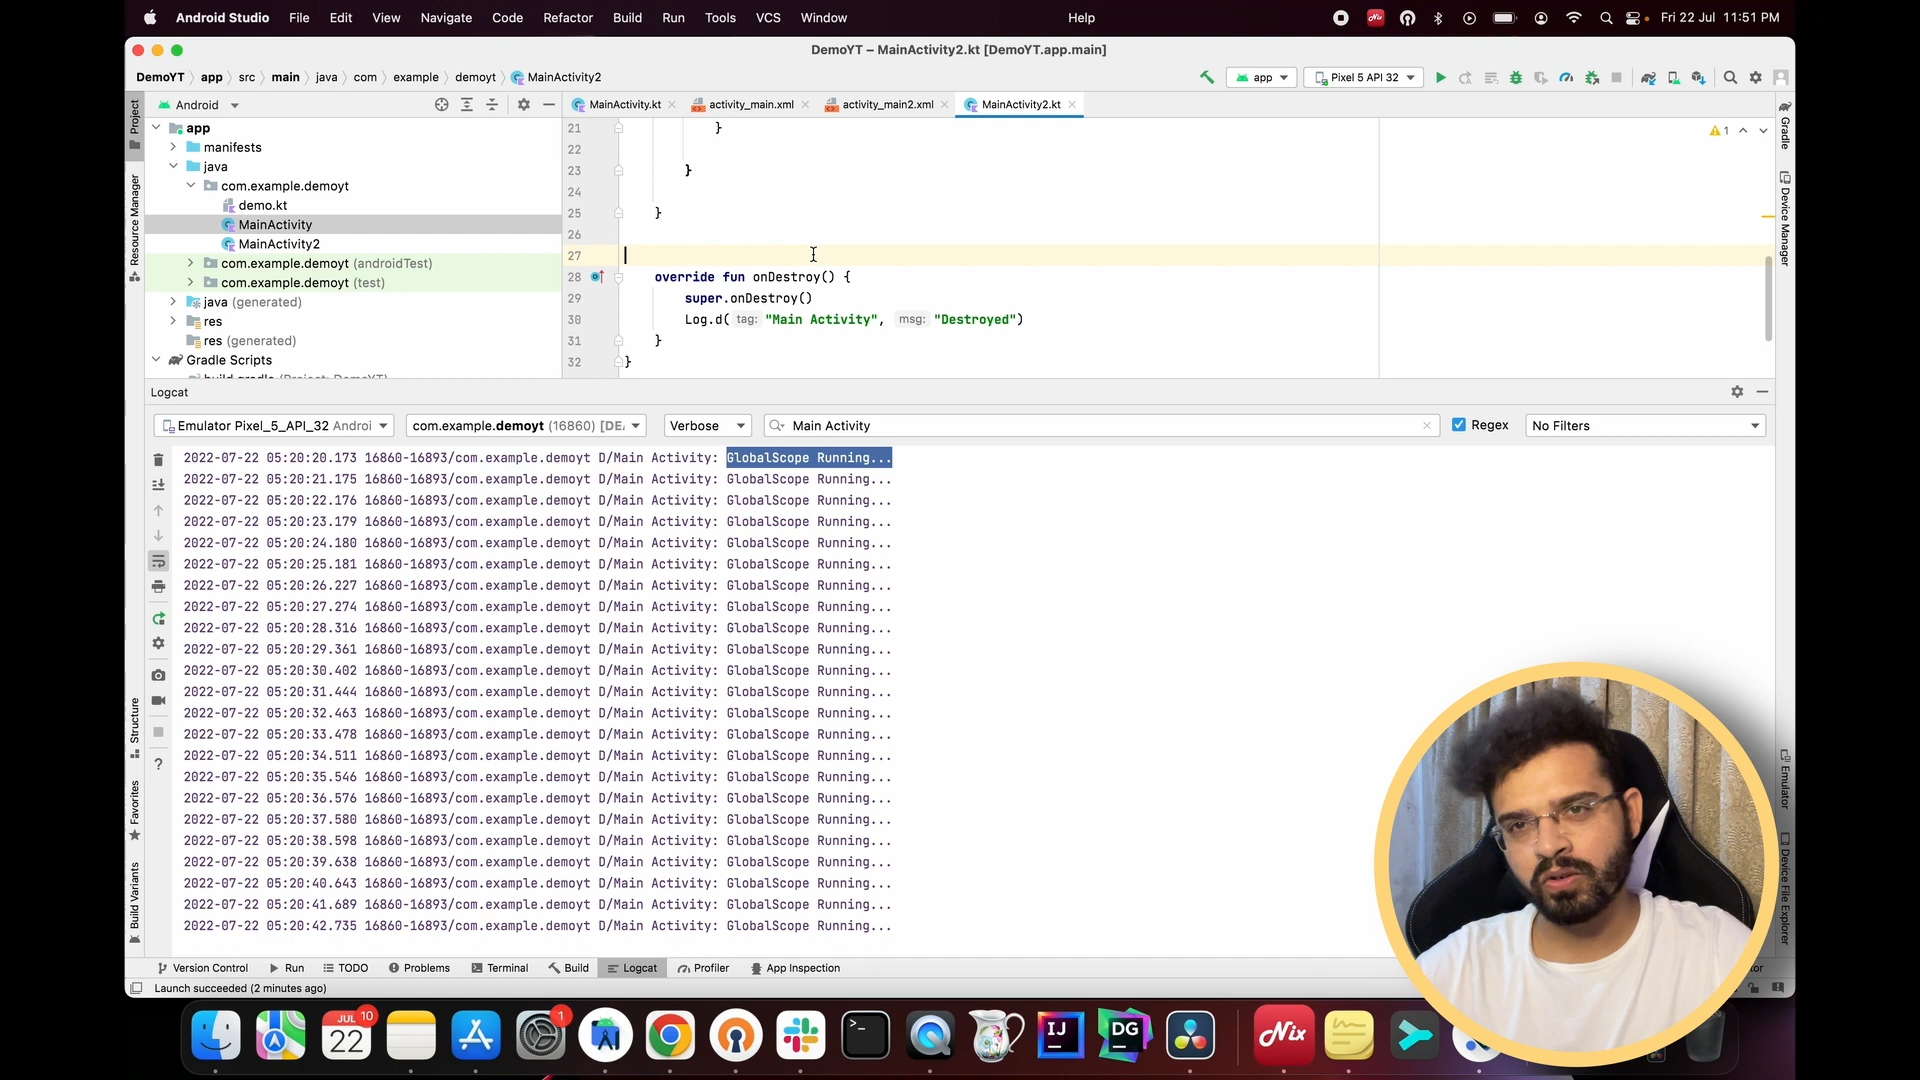 Android Studio File Edit View Navigate Code Refactor Build Run Tools VCS Window Help Fri 22 Jul 11:51 PM
DemoYT – MainActivity2.kt [DemoYT.app.main]
DemoYT app src main java com example demoyt MainActivity2 app Pixel 5 API 32
Android MainActivity.kt activity_main.xml activity_main2.xml MainActivity2.kt
Project
Resource Manager
Structure
Favorites
Build Variants
app
manifests
java
com.example.demoyt
demo.kt
MainActivity
MainActivity2
com.example.demoyt (androidTest)
com.example.demoyt (test)
java (generated)
res
res (generated)
Gradle Scripts
21 }
22
23 }
24
25 }
26
27
28 override fun onDestroy() {
29 super.onDestroy()
30 Log.d( tag: "Main Activity", msg: "Destroyed")
31 }
32 }
1
Gradle
Device Manager
Emulator
Device File Explorer
Logcat
Emulator Pixel_5_API_32 Androi com.example.demoyt (16860) [DEA Verbose Main Activity Regex No Filters
2022-07-22 05:20:20.173 16860-16893/com.example.demoyt D/Main Activity: GlobalScope Running...
2022-07-22 05:20:21.175 16860-16893/com.example.demoyt D/Main Activity: GlobalScope Running...
2022-07-22 05:20:22.176 16860-16893/com.example.demoyt D/Main Activity: GlobalScope Running...
2022-07-22 05:20:23.179 16860-16893/com.example.demoyt D/Main Activity: GlobalScope Running...
2022-07-22 05:20:24.180 16860-16893/com.example.demoyt D/Main Activity: GlobalScope Running...
2022-07-22 05:20:25.181 16860-16893/com.example.demoyt D/Main Activity: GlobalScope Running...
2022-07-22 05:20:26.227 16860-16893/com.example.demoyt D/Main Activity: GlobalScope Running...
2022-07-22 05:20:27.274 16860-16893/com.example.demoyt D/Main Activity: GlobalScope Running...
2022-07-22 05:20:28.316 16860-16893/com.example.demoyt D/Main Activity: GlobalScope Running...
2022-07-22 05:20:29.361 16860-16893/com.example.demoyt D/Main Activity: GlobalScope Running...
2022-07-22 05:20:30.402 16860-16893/com.example.demoyt D/Main Activity: GlobalScope Running...
2022-07-22 05:20:31.444 16860-16893/com.example.demoyt D/Main Activity: GlobalScope Running...
2022-07-22 05:20:32.463 16860-16893/com.example.demoyt D/Main Activity: GlobalScope Running...
2022-07-22 05:20:33.478 16860-16893/com.example.demoyt D/Main Activity: GlobalScope Running...
2022-07-22 05:20:34.511 16860-16893/com.example.demoyt D/Main Activity: GlobalScope Running...
2022-07-22 05:20:35.546 16860-16893/com.example.demoyt D/Main Activity: GlobalScope Running...
2022-07-22 05:20:36.576 16860-16893/com.example.demoyt D/Main Activity: GlobalScope Running...
2022-07-22 05:20:37.580 16860-16893/com.example.demoyt D/Main Activity: GlobalScope Running...
2022-07-22 05:20:38.598 16860-16893/com.example.demoyt D/Main Activity: GlobalScope Running...
2022-07-22 05:20:39.638 16860-16893/com.example.demoyt D/Main Activity: GlobalScope Running...
2022-07-22 05:20:40.643 16860-16893/com.example.demoyt D/Main Activity: GlobalScope Running...
2022-07-22 05:20:41.689 16860-16893/com.example.demoyt D/Main Activity: GlobalScope Running...
2022-07-22 05:20:42.735 16860-16893/com.example.demoyt D/Main Activity: GlobalScope Running...
Version Control Run TODO Problems Terminal Build Logcat Profiler App Inspection
Launch succeeded (2 minutes ago)
JUL 10 22 1 IJ DG Nix